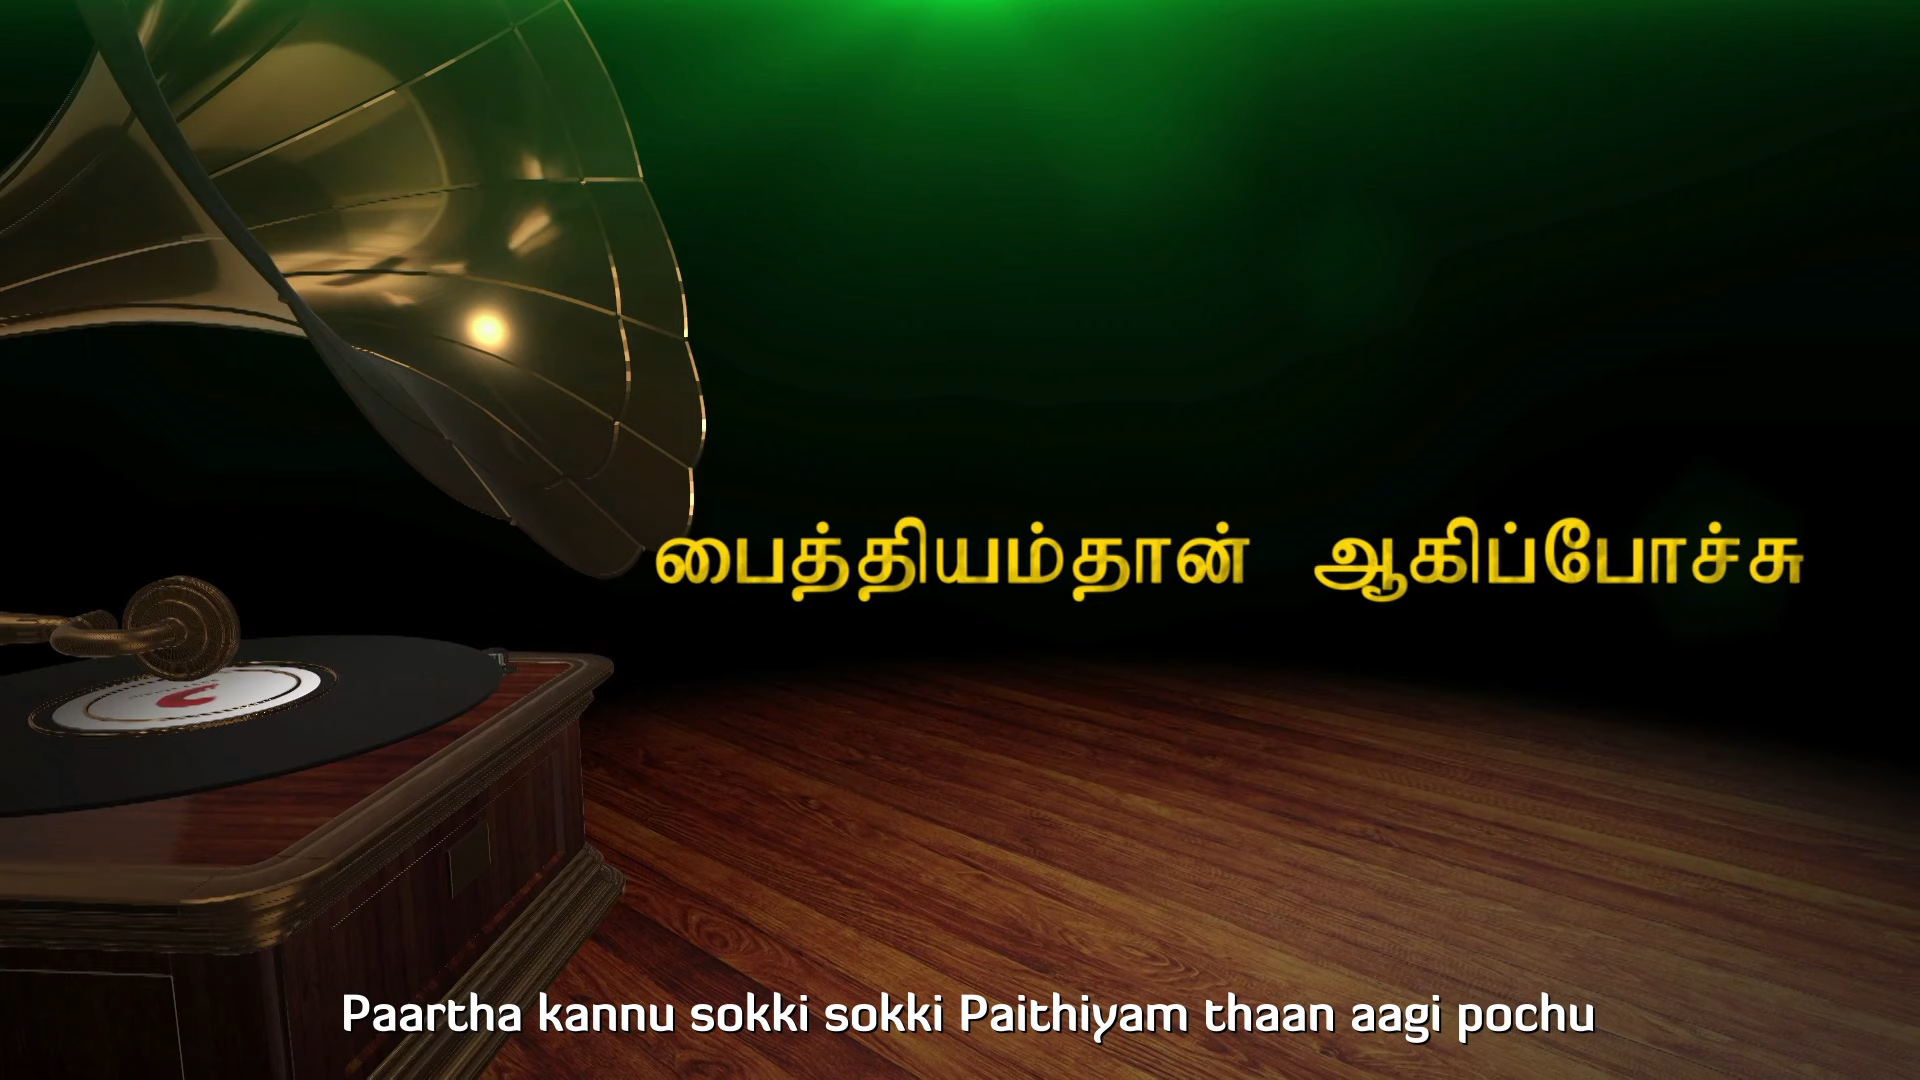 பைத்தியம்தான் ஆகிப்போச்சு
Paartha kannu sokki sokki Paithiyam thaan aagi pochu